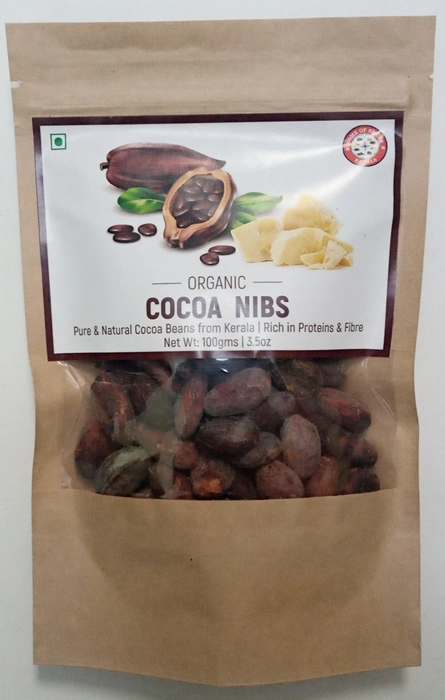 ORGANIC
COCOA NIBS
Pure & Natural Cocoa Beans from Kerala | Rich in Proteins & Fibre
Net Wt: 100gms | 3.5oz